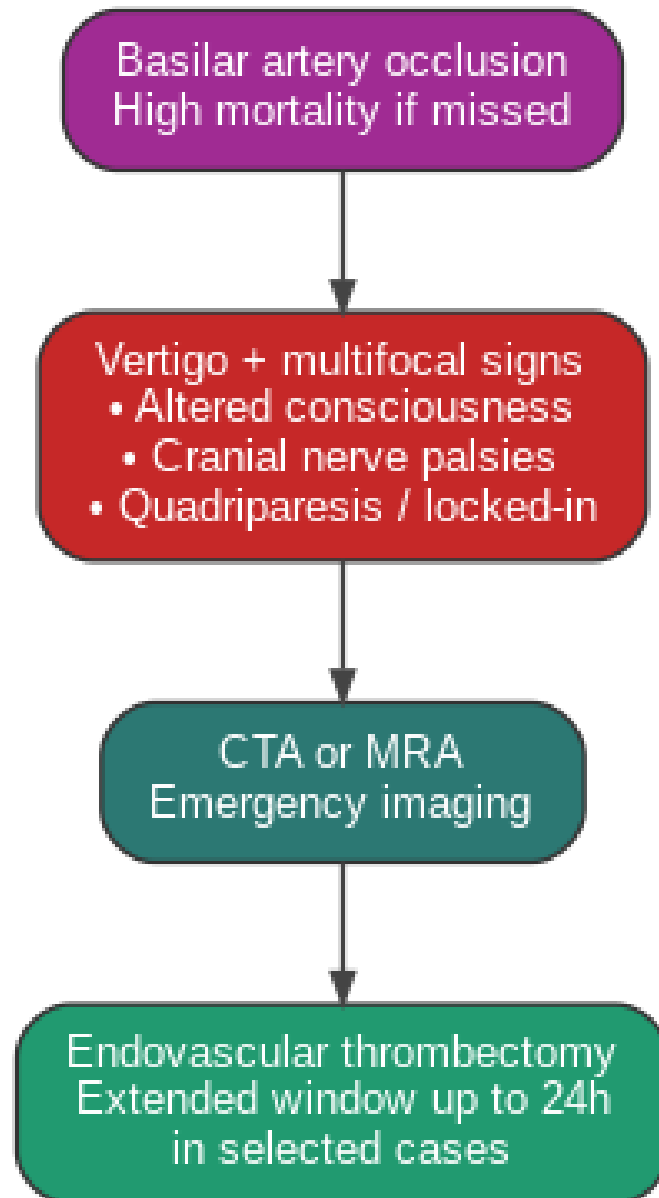 Basilar artery occlusion
High mortality if missed
Vertigo + multifocal signs
• Altered consciousness
• Cranial nerve palsies
• Quadriparesis / locked-in
CTA or MRA
Emergency imaging
Endovascular thrombectomy
Extended window up to 24h
in selected cases